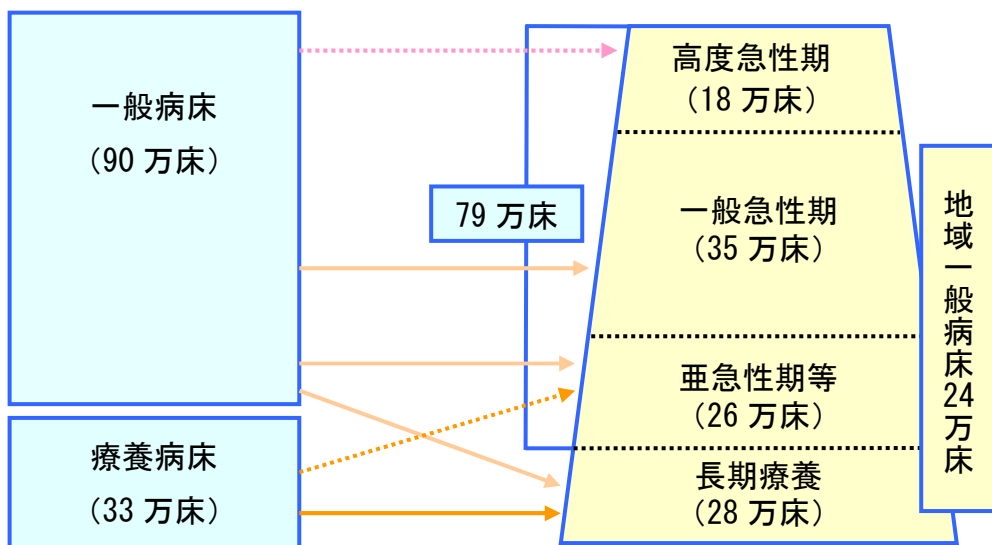 一般病床
(90 万床)
療養病床
(33 万床)
79 万床
高度急性期
(18 万床)
一般急性期
(35 万床)
亜急性期等
(26 万床)
長期療養
(28 万床)
地域一般病床24万床